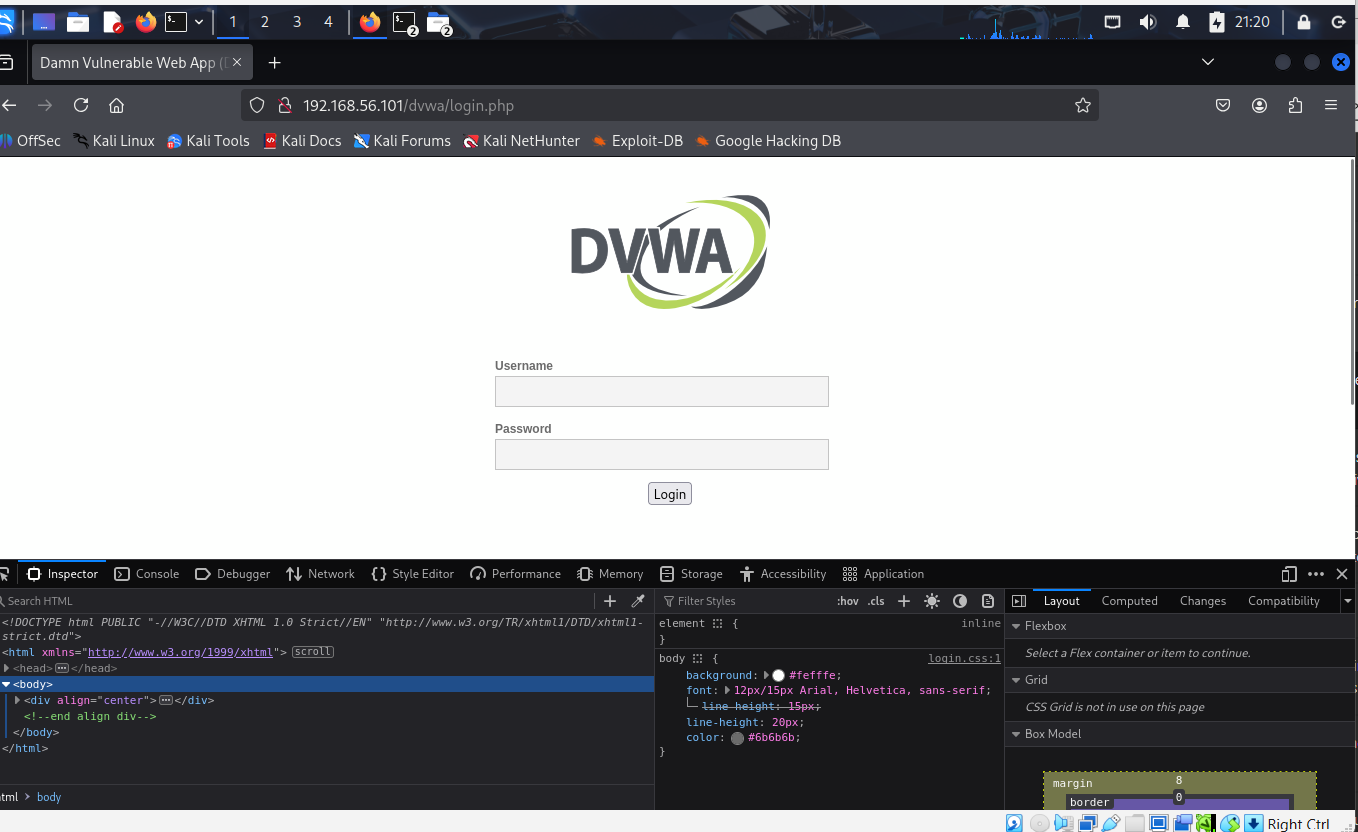 1 2 3 4 2 2 21:20
Damn Vulnerable Web App (
192.168.56.101/dvwa/login.php
OffSec Kali Linux Kali Tools Kali Docs Kali Forums Kali NetHunter Exploit-DB Google Hacking DB
DVWA
Username
Password
Login
Inspector Console Debugger Network Style Editor Performance Memory Storage Accessibility Application
Search HTML
<!DOCTYPE html PUBLIC "-//W3C//DTD XHTML 1.0 Strict//EN" "http://www.w3.org/TR/xhtml1/DTD/xhtml1-
strict.dtd">
<html xmlns="http://www.w3.org/1999/xhtml"> scroll
<head> </head>
<body>
<div align="center"> </div>
<!--end align div-->
</body>
</html>
html > body
Filter Styles :hov .cls
element { inline
}
body { login.css:1
background: #fefffe;
font: 12px/15px Arial, Helvetica, sans-serif;
line-height: 15px;
line-height: 20px;
color: #6b6b6b;
}
Layout Computed Changes Compatibility
Flexbox
Select a Flex container or item to continue.
Grid
CSS Grid is not in use on this page
Box Model
margin 8
border 0
Right Ctrl